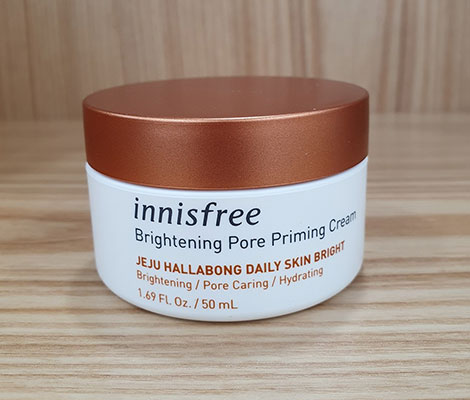 innisfree
Brightening Pore Priming Cream
JEJU HALLABONG DAILY SKIN BRIGHT
Brightening / Pore Caring / Hydrating
1.69 FL. Oz. / 50 mL